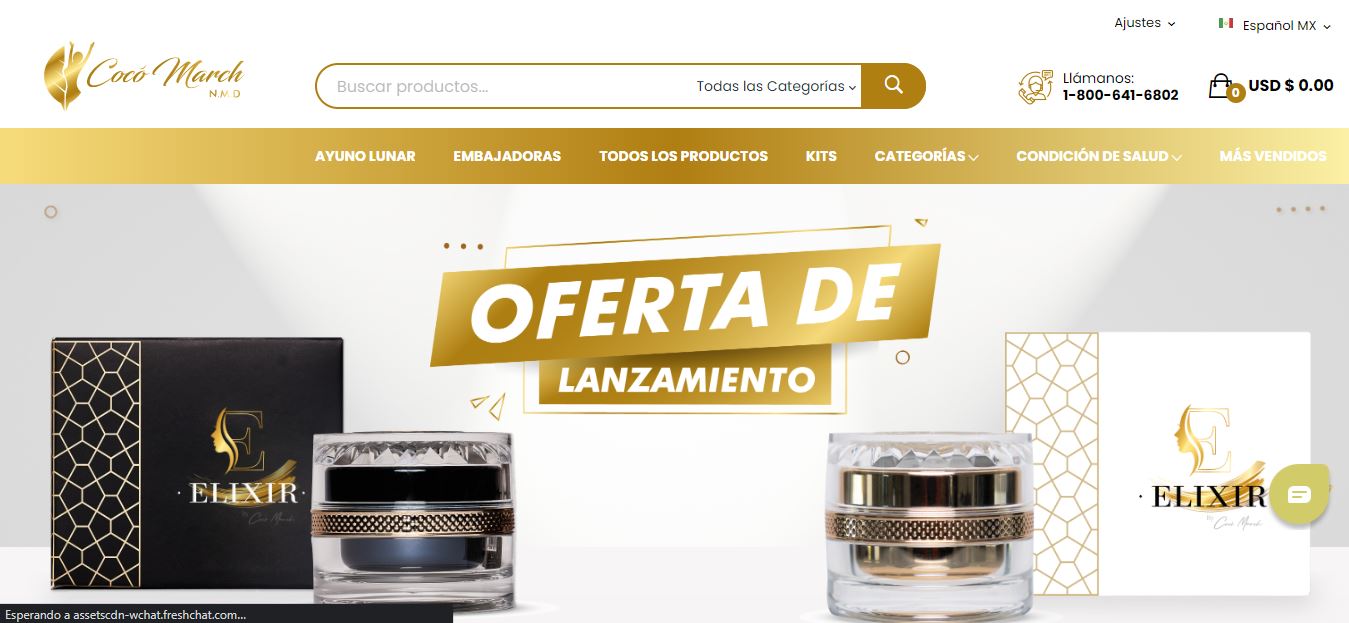 Ajustes
Español MX
Cocó March
N.M.D
Buscar productos...
Todas las Categorías
Llámanos:
1-800-641-6802
0
USD $ 0.00
AYUNO LUNAR
EMBAJADORAS
TODOS LOS PRODUCTOS
KITS
CATEGORÍAS
CONDICIÓN DE SALUD
MÁS VENDIDOS
OFERTA DE
LANZAMIENTO
E
· ELIXIR ·
by Cocó March
E
· ELIXIR
by Cocó March
Esperando a assetscdn-wchat.freshchat.com...